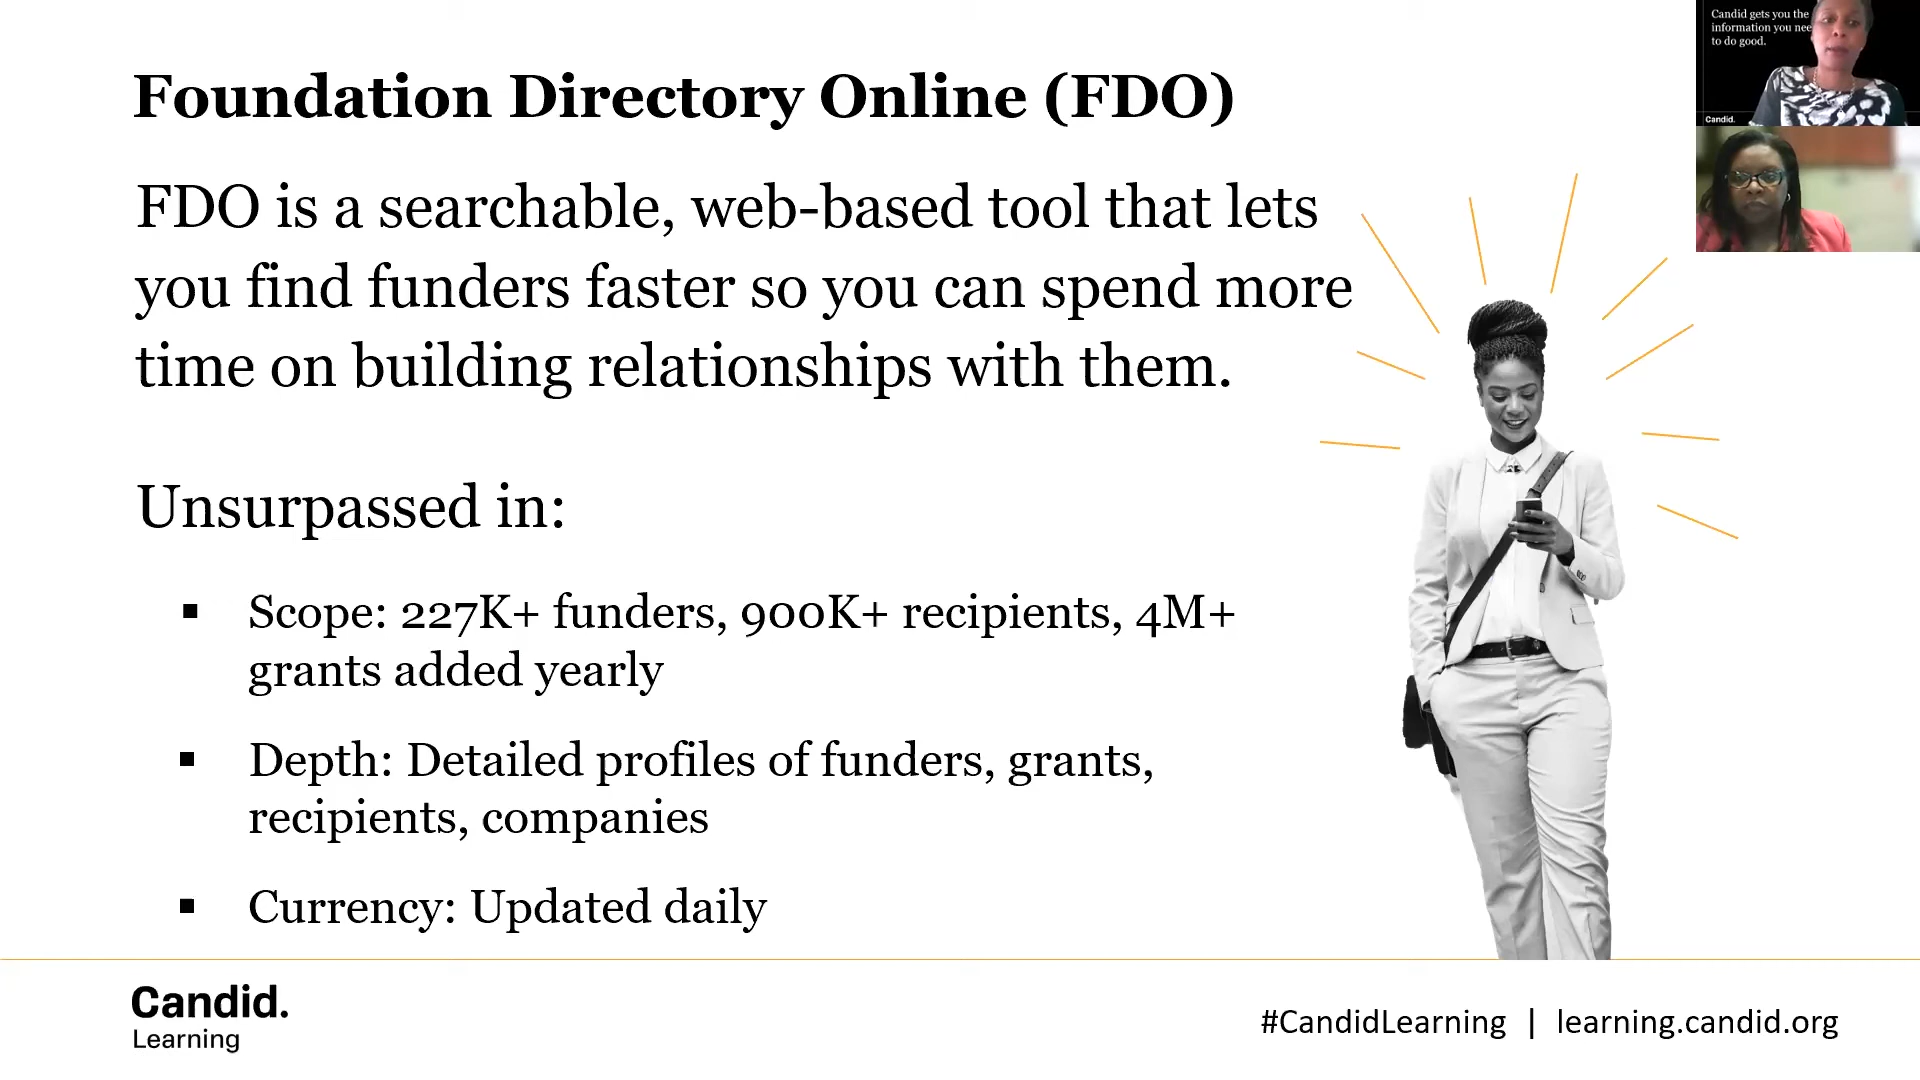 Foundation Directory Online (FDO)
FDO is a searchable, web-based tool that lets
you find funders faster so you can spend more
time on building relationships with them.
Unsurpassed in:
▪ Scope: 227K+ funders, 900K+ recipients, 4M+
grants added yearly
▪ Depth: Detailed profiles of funders, grants,
recipients, companies
▪ Currency: Updated daily
Candid.
Learning
#CandidLearning | learning.candid.org
Candid gets you the
information you nee
to do good.
Candid.